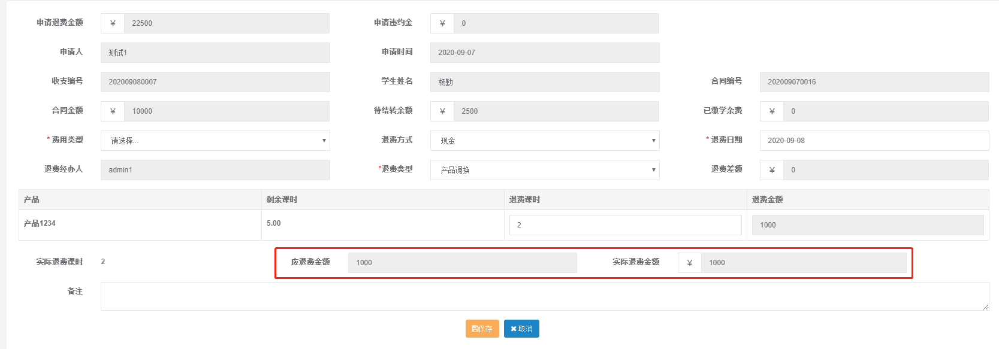 申请退费金额 ¥ 22500 申请违约金 ¥ 0
申请人 测试1 申请时间 2020-09-07
收支编号 202009080007 学生姓名 杨勤 合同编号 202009070016
合同金额 ¥ 10000 待结转余额 ¥ 2500 已缴学杂费 ¥ 0
* 费用类型 请选择... 退费方式 现金 * 退费日期 2020-09-08
退费经办人 admin1 *退费类型 产品调换 退费差额 ¥ 0
产品 剩余课时 退费课时 退费金额
产品1234 5.00 2 1000
实际退费课时 2 应退费金额 1000 实际退费金额 ¥ 1000
备注
保存 取消